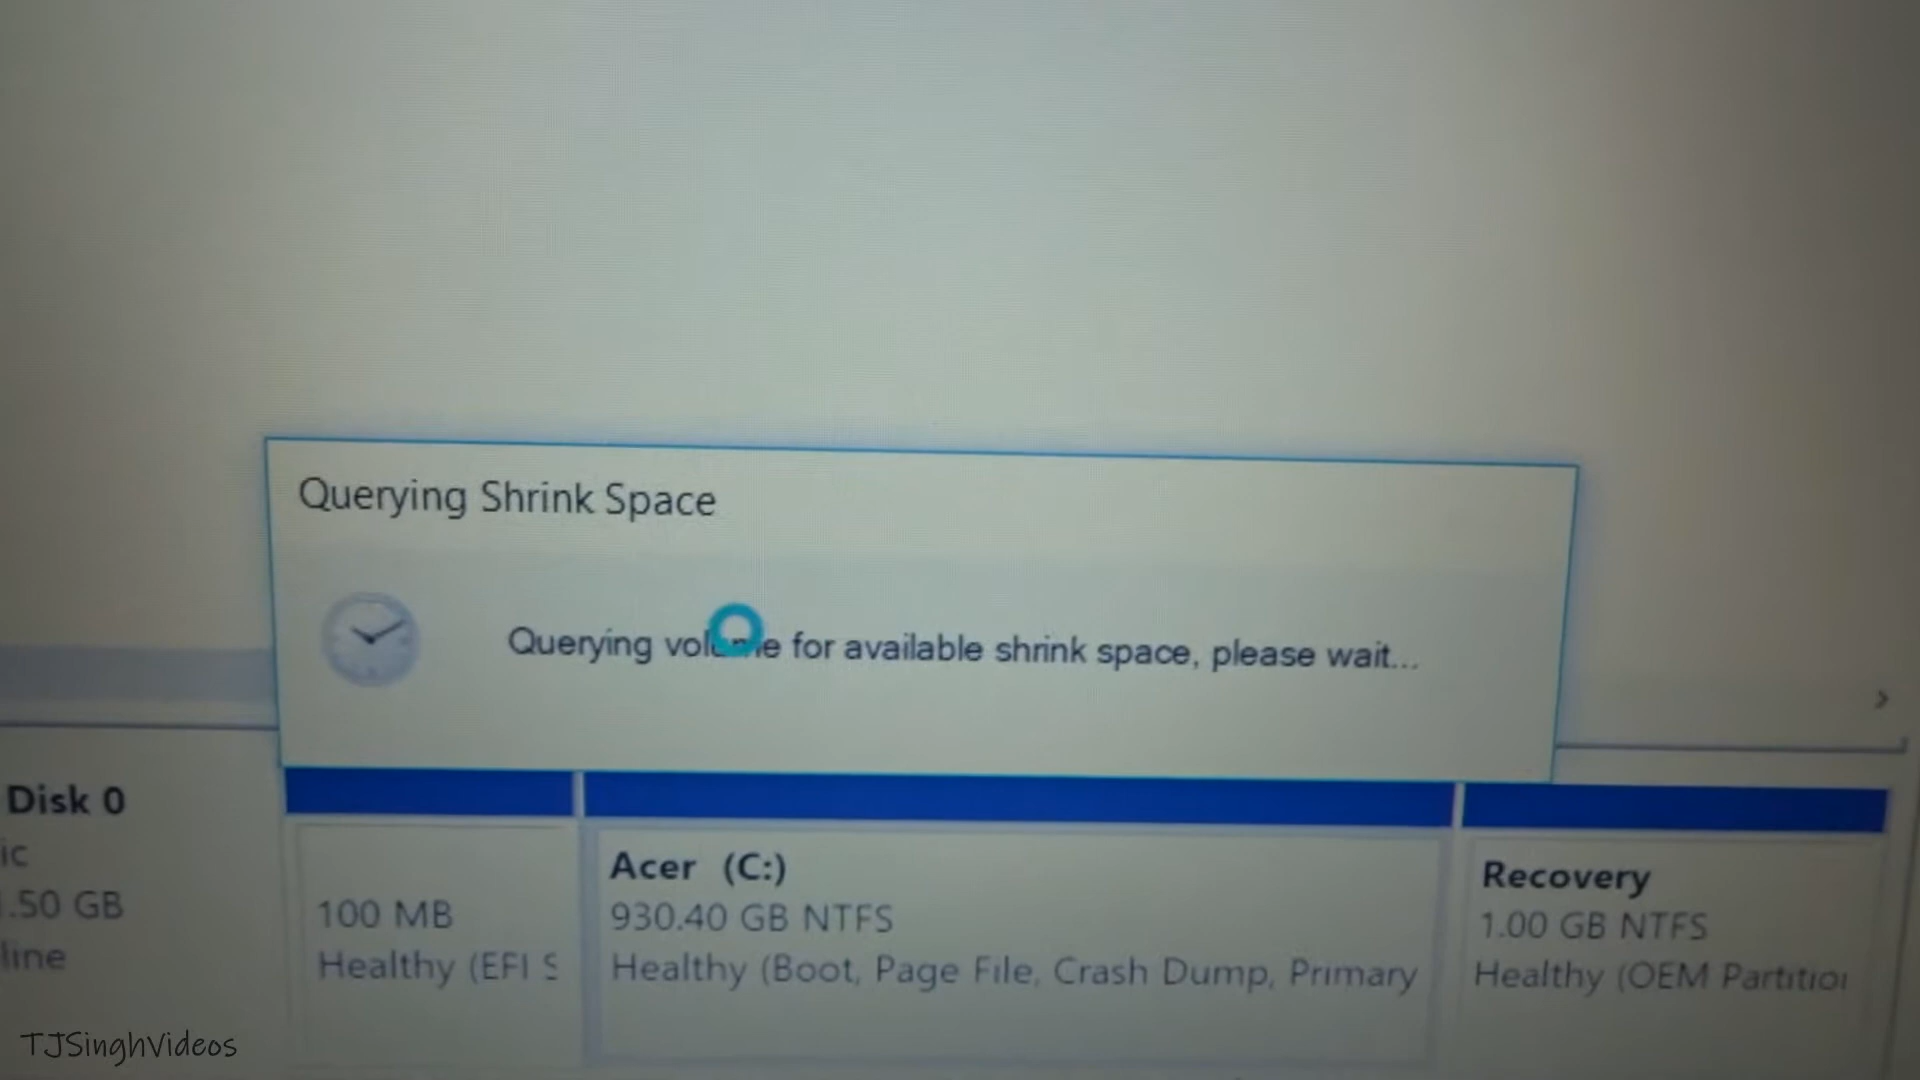 Querying Shrink Space
Querying volume for available shrink space, please wait...
Disk 0
ic
.50 GB
line
100 MB
Healthy (EFI S
Acer (C:)
930.40 GB NTFS
Healthy (Boot, Page File, Crash Dump, Primary
Recovery
1.00 GB NTFS
Healthy (OEM Partition
TJSinghVideos